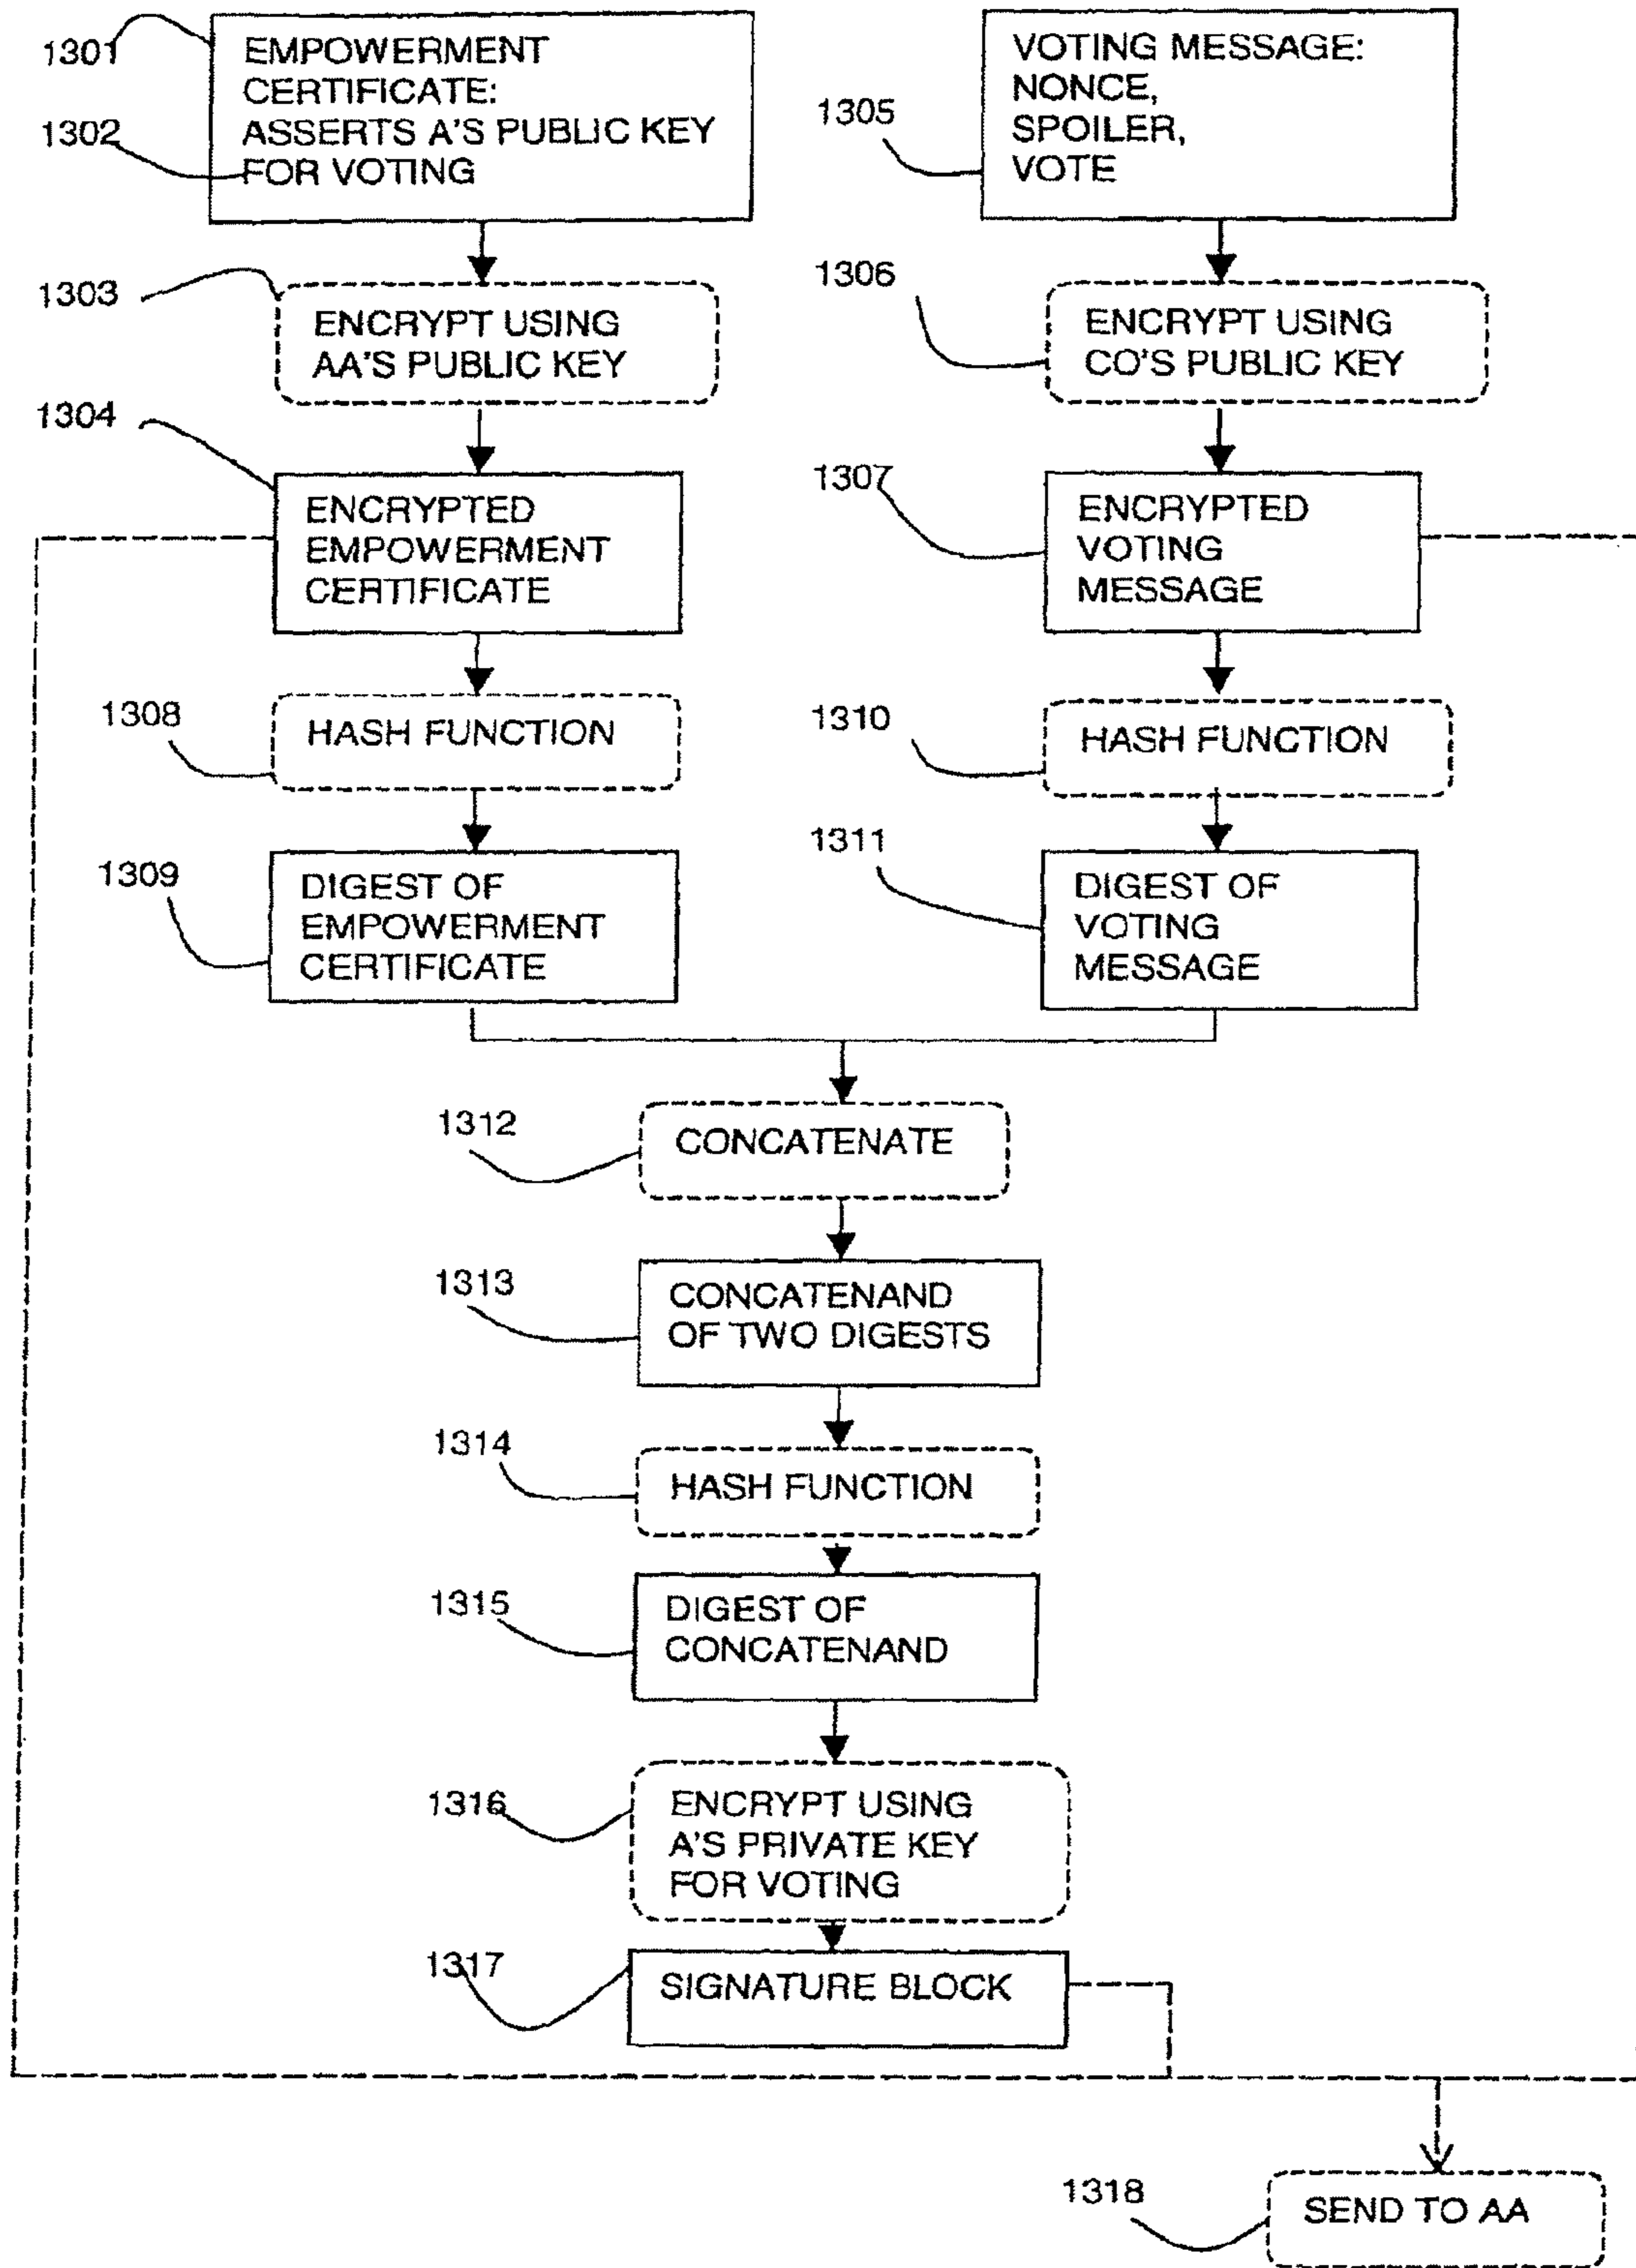 1301
EMPOWERMENT
CERTIFICATE:
1302
ASSERTS A'S PUBLIC KEY
FOR VOTING
1305
VOTING MESSAGE:
NONCE,
SPOILER,
VOTE
1303
ENCRYPT USING
AA'S PUBLIC KEY
1306
ENCRYPT USING
CO'S PUBLIC KEY
1304
ENCRYPTED
EMPOWERMENT
CERTIFICATE
1307
ENCRYPTED
VOTING
MESSAGE
1308
HASH FUNCTION
1310
HASH FUNCTION
1309
DIGEST OF
EMPOWERMENT
CERTIFICATE
1311
DIGEST OF
VOTING
MESSAGE
1312
CONCATENATE
1313
CONCATENAND
OF TWO DIGESTS
1314
HASH FUNCTION
1315
DIGEST OF
CONCATENAND
1316
ENCRYPT USING
A'S PRIVATE KEY
FOR VOTING
1317
SIGNATURE BLOCK
1318
SEND TO AA